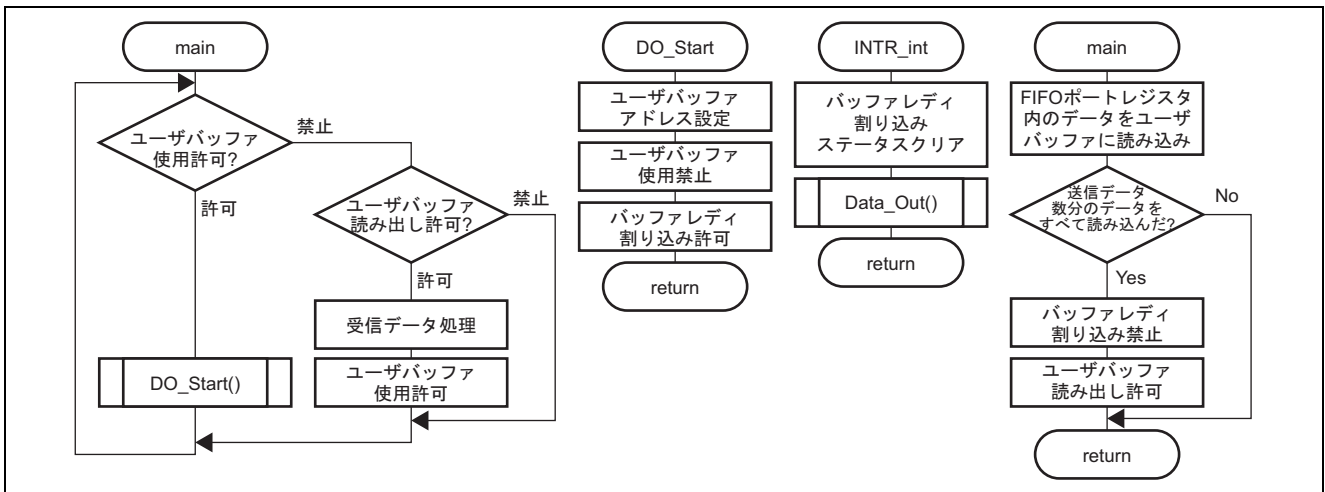 main
ユーザバッファ
使用許可?
禁止
許可
ユーザバッファ
読み出し許可?
禁止
許可
受信データ処理
ユーザバッファ
使用許可
DO_Start()
DO_Start
ユーザバッファ
アドレス設定
ユーザバッファ
使用禁止
バッファレディ
割り込み許可
return
INTR_int
バッファレディ
割り込み
ステータスクリア
Data_Out()
return
main
FIFOポートレジスタ
内のデータをユーザ
バッファに読み込み
送信データ
数分のデータを
すべて読み込んだ?
No
Yes
バッファレディ
割り込み禁止
ユーザバッファ
読み出し許可
return